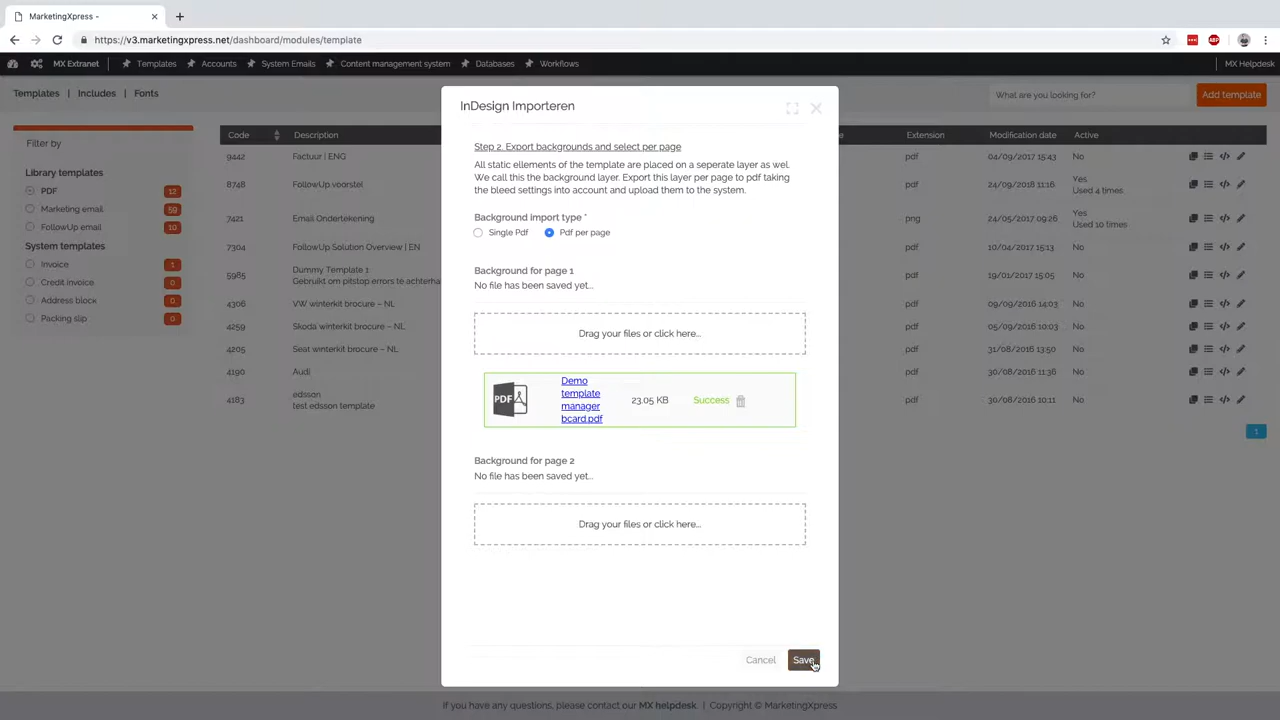 MarketingXpress -
https://v3.marketingxpress.net/dashboard/modules/template
ABP
MX Extranet
Templates
Accounts
System Emails
Content management system
Databases
Workflows
MX Helpdesk
Templates | Includes | Fonts
What are you looking for?
Add template
Filter by
Library templates
PDF 12
Marketing email 59
FollowUp email 10
System templates
Invoice 1
Credit invoice 0
Address block 0
Packing slip 0
Code Description Extension Modification date Active
9442 Factuur | ENG pdf 04/09/2017 15:43 No
8748 FollowUp voorstel pdf 24/09/2018 11:16 Yes
Used 4 times
7421 Email Ondertekening png 24/05/2017 09:26 Yes
Used 10 times
7304 FollowUp Solution Overview | EN pdf 10/04/2017 15:13 No
5985 Dummy Template 1 pdf 19/01/2017 15:05 No
Gebruikt om pitstop errors te achterha
4306 VW winterkit brocure – NL pdf 09/09/2016 14:03 No
4259 Skoda winterkit brocure – NL pdf 05/09/2016 10:03 No
4205 Seat winterkit brocure – NL pdf 31/08/2016 13:50 No
4190 Audi pdf 30/08/2016 11:36 No
4183 edsson pdf 30/08/2016 10:11 No
test edsson template
1
InDesign Importeren
Step 2. Export backgrounds and select per page
All static ellements of the template are placed on a seperate layer as wel.
We call this the background layer. Export this layer per page to pdf taking
the bleed settings into account and upload them to the system.
Background import type *
Single Pdf Pdf per page
Background for page 1
No file has been saved yet...
Drag your files or click here...
PDF
Demo
template
manager
bcard.pdf
23.05 KB Success
Background for page 2
No file has been saved yet...
Drag your files or click here...
Cancel Save
If you have any questions, please contact our MX helpdesk. | Copyright © MarketingXpress